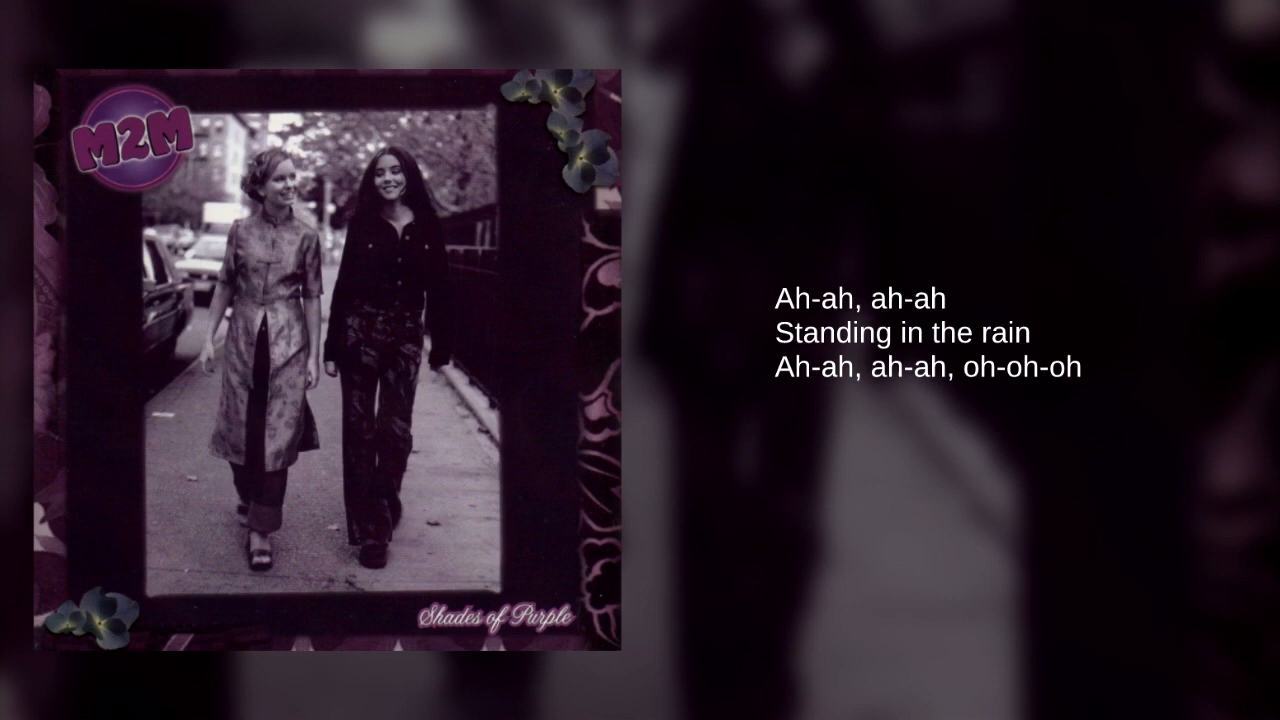 M2M
Shades of Purple
Ah-ah, ah-ah
Standing in the rain
Ah-ah, ah-ah, oh-oh-oh